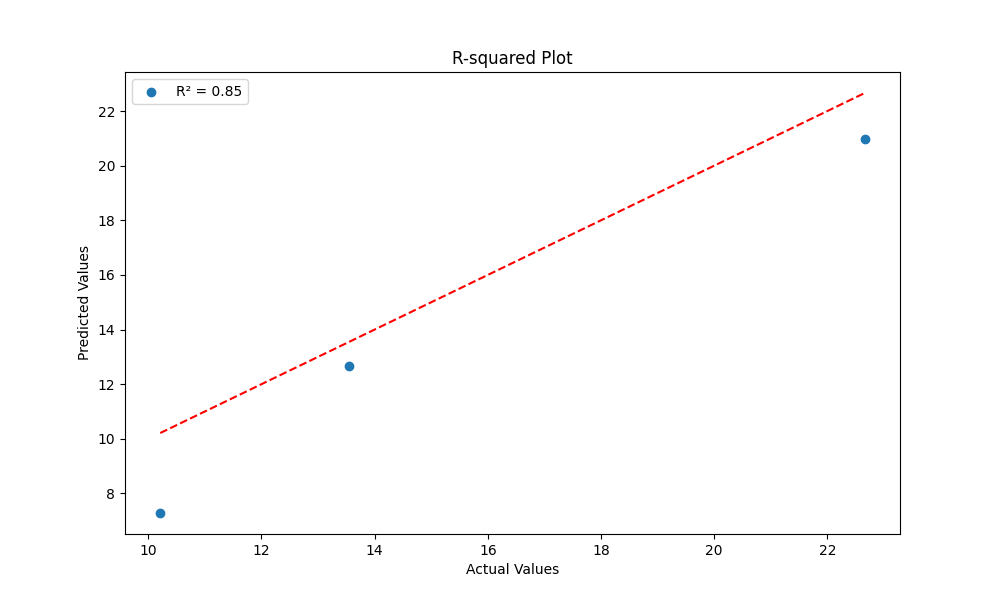 R-squared Plot
R² = 0.85
Predicted Values
22
20
18
16
14
12
10
8
10 12 14 16 18 20 22
Actual Values